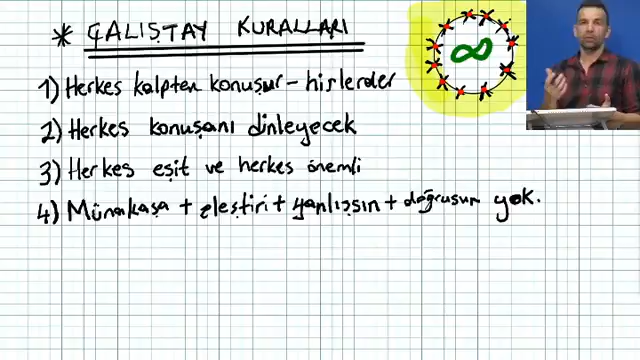 * ÇALIŞTAY KURALLARI
1) Herkes kalpten konuşur - hislerder
2) Herkes konuşanı dinleyecek
3) Herkes eşit ve herkes önemli
4) Münakaşa + eleştiri + yanlışsın + doğrusun yok.